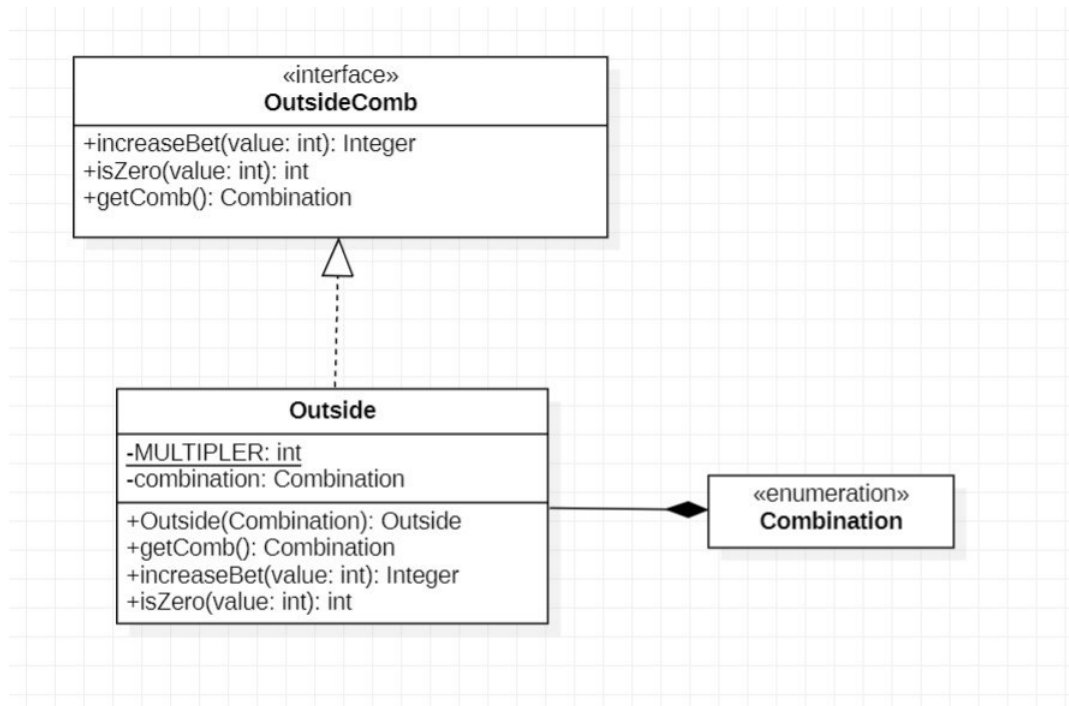 «interface»
OutsideComb
+increaseBet(value: int): Integer
+isZero(value: int): int
+getComb(): Combination
Outside
-MULTIPLER: int
-combination: Combination
+Outside(Combination): Outside
+getComb(): Combination
+increaseBet(value: int): Integer
+isZero(value: int): int
«enumeration»
Combination